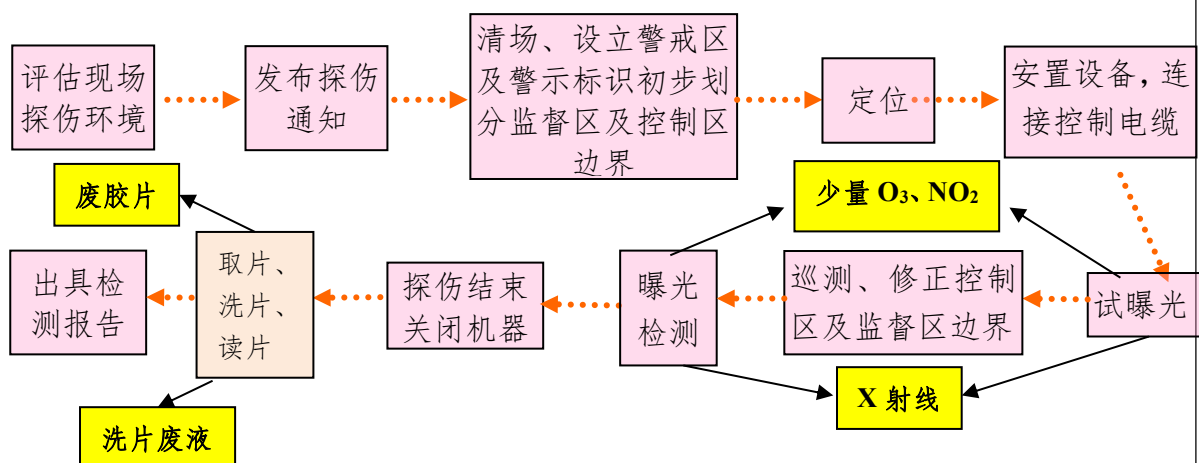 评估现场
探伤环境
发布探伤
通知
清场、设立警戒区
及警示标识初步划
分监督区及控制区
边界
定位
安置设备，连
接控制电缆
废胶片
少量 O₃、NO₂
出具检
测报告
取片、
洗片、
读片
探伤结束
关闭机器
曝光
检测
巡测、修正控制
区及监督区边界
试曝光
洗片废液
X 射线